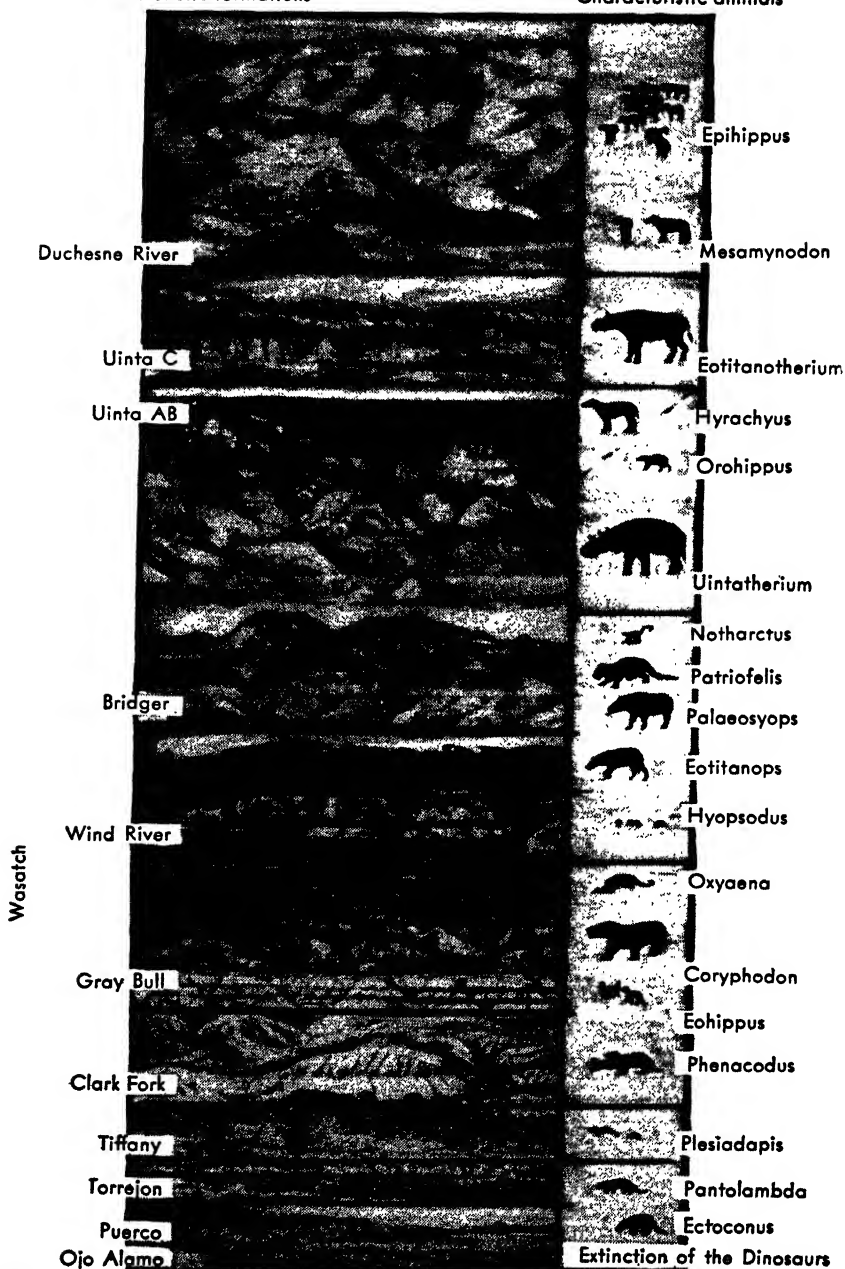 Characteristic animals
Epihippus
Duchesne River
Mesamynodon
Uinta C
Eotitanotherium
Uinta AB
Hyrachyus
Orohippus
Uintatherium
Notharctus
Patriofelis
Bridger
Palaeosyops
Eotitanops
Hyopsodus
Wind River
Wasatch
Oxyaena
Gray Bull
Coryphodon
Eohippus
Phenacodus
Clark Fork
Tiffany
Plesiadapis
Torrejon
Pantolambda
Puerco
Ectoconus
Ojo Alamo
Extinction of the Dinosaurs